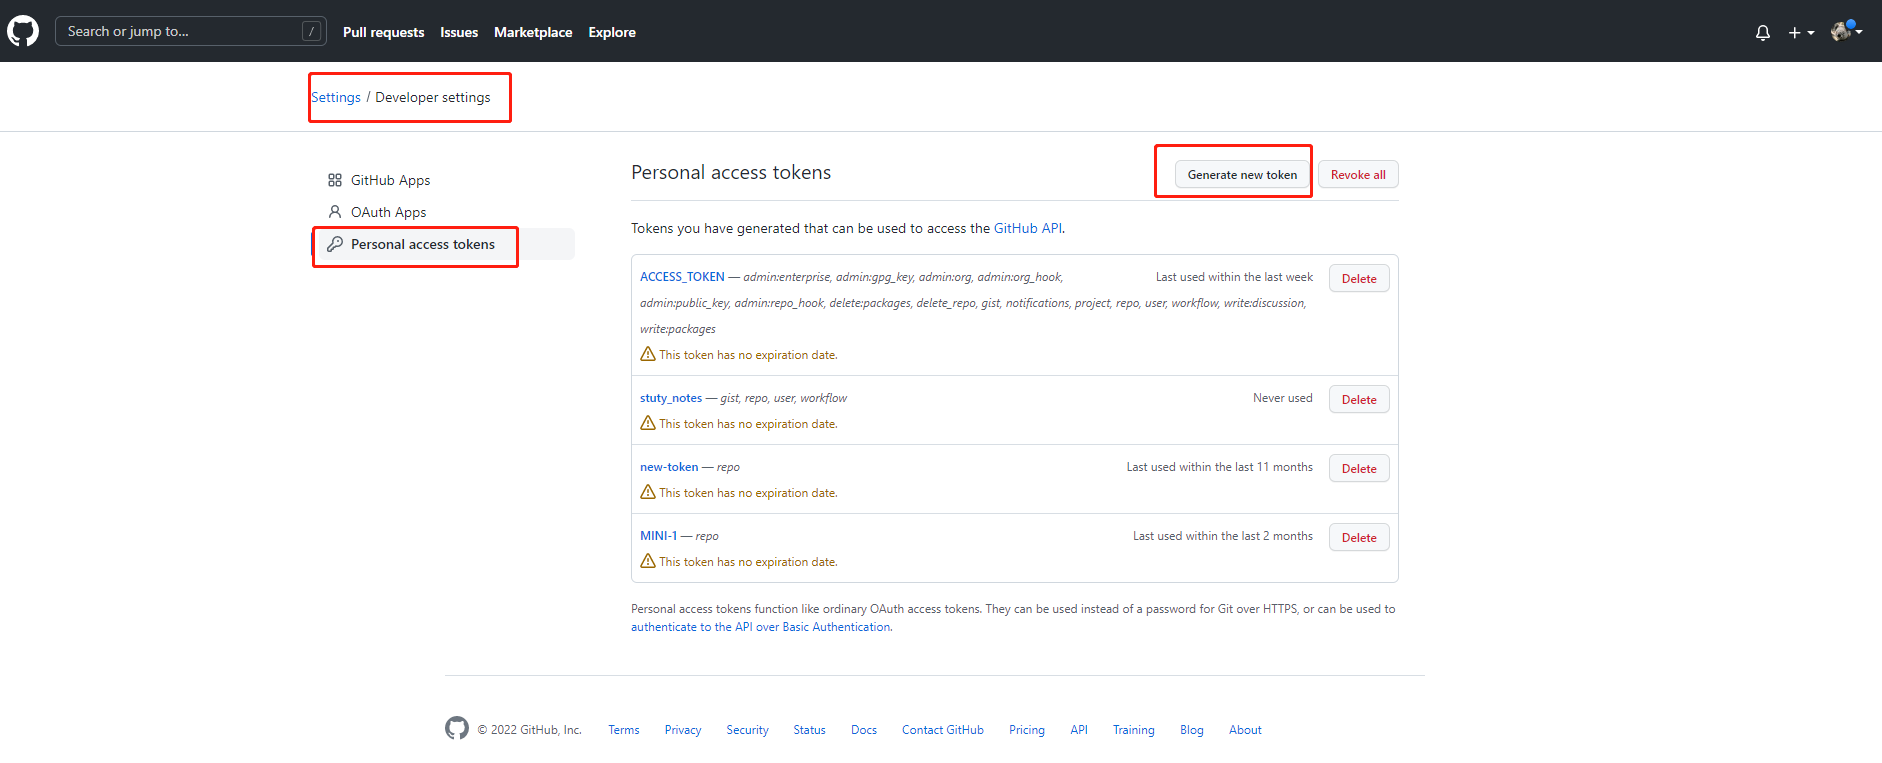 Search or jump to... /
Pull requests Issues Marketplace Explore
Settings / Developer settings
GitHub Apps
OAuth Apps
Personal access tokens
Personal access tokens
Generate new token Revoke all
Tokens you have generated that can be used to access the GitHub API.
ACCESS_TOKEN — admin:enterprise, admin:gpg_key, admin:org, admin:org_hook, Last used within the last week Delete
admin:public_key, admin:repo_hook, delete:packages, delete_repo, gist, notifications, project, repo, user, workflow, write:discussion,
write:packages
This token has no expiration date.
stuty_notes — gist, repo, user, workflow Never used Delete
This token has no expiration date.
new-token — repo Last used within the last 11 months Delete
This token has no expiration date.
MINI-1 — repo Last used within the last 2 months Delete
This token has no expiration date.
Personal access tokens function like ordinary OAuth access tokens. They can be used instead of a password for Git over HTTPS, or can be used to
authenticate to the API over Basic Authentication.
© 2022 GitHub, Inc. Terms Privacy Security Status Docs Contact GitHub Pricing API Training Blog About